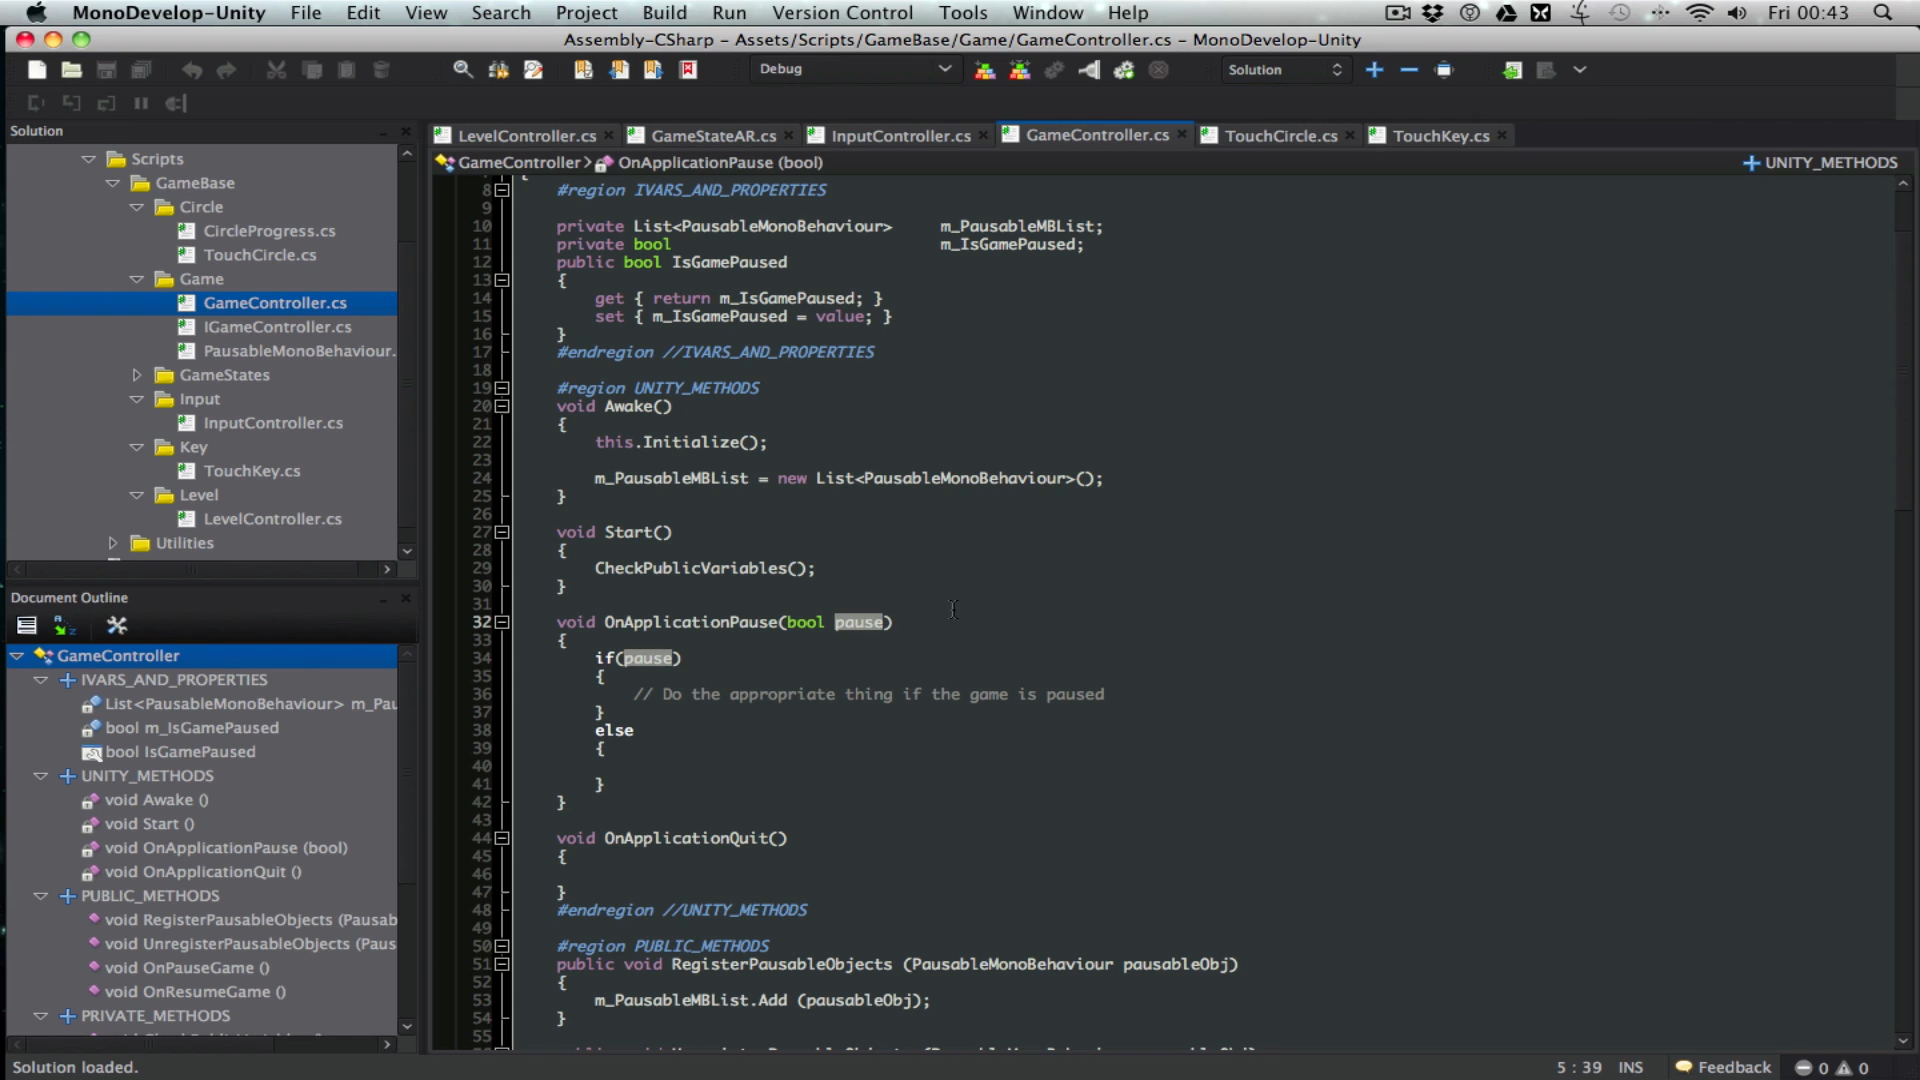 MonoDevelop-Unity File Edit View Search Project Build Run Version Control Tools Window Help Fri 00:43
Assembly-CSharp - Assets/Scripts/GameBase/Game/GameController.cs - MonoDevelop-Unity
Debug Solution
Solution
Scripts
GameBase
Circle
CircleProgress.cs
TouchCircle.cs
Game
GameController.cs
IGameController.cs
PausableMonoBehaviour.
GameStates
Input
InputController.cs
Key
TouchKey.cs
Level
LevelController.cs
Utilities
Document Outline
GameController
IVARS_AND_PROPERTIES
List<PausableMonoBehaviour> m_Pau
bool m_IsGamePaused
bool IsGamePaused
UNITY_METHODS
void Awake ()
void Start ()
void OnApplicationPause (bool)
void OnApplicationQuit ()
PUBLIC_METHODS
void RegisterPausableObjects (Pausab
void UnregisterPausableObjects (Paus
void OnPauseGame ()
void OnResumeGame ()
PRIVATE_METHODS
LevelController.cs GameStateAR.cs InputController.cs GameController.cs TouchCircle.cs TouchKey.cs
GameController > OnApplicationPause (bool) UNITY_METHODS
8 #region IVARS_AND_PROPERTIES
9
10 private List<PausableMonoBehaviour> m_PausableMBList;
11 private bool m_IsGamePaused;
12 public bool IsGamePaused
13 {
14 get { return m_IsGamePaused; }
15 set { m_IsGamePaused = value; }
16 }
17 #endregion //IVARS_AND_PROPERTIES
18
19 #region UNITY_METHODS
20 void Awake()
21 {
22 this.Initialize();
23
24 m_PausableMBList = new List<PausableMonoBehaviour>();
25 }
26
27 void Start()
28 {
29 CheckPublicVariables();
30 }
31
32 void OnApplicationPause(bool pause)
33 {
34 if(pause)
35 {
36 // Do the appropriate thing if the game is paused
37 }
38 else
39 {
40
41 }
42 }
43
44 void OnApplicationQuit()
45 {
46
47 }
48 #endregion //UNITY_METHODS
49
50 #region PUBLIC_METHODS
51 public void RegisterPausableObjects (PausableMonoBehaviour pausableObj)
52 {
53 m_PausableMBList.Add (pausableObj);
54 }
55
Solution loaded. 5 : 39 INS Feedback 0 0